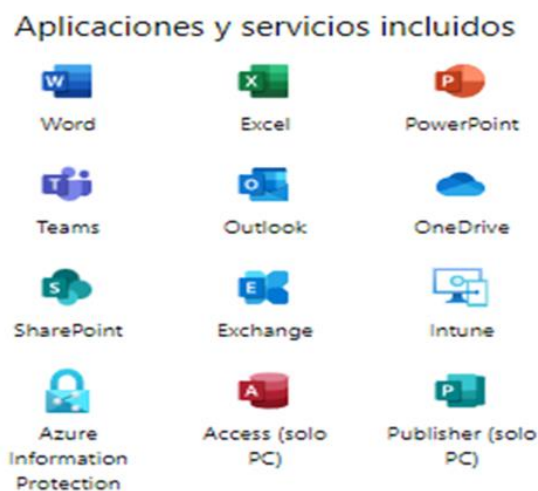 Aplicaciones y servicios incluidos
W
X
P
Word
Excel
PowerPoint
T
O
Teams
Outlook
OneDrive
S
E
SharePoint
Exchange
Intune
A
P
Azure
Information
Protection
Access (solo
PC)
Publisher (solo
PC)